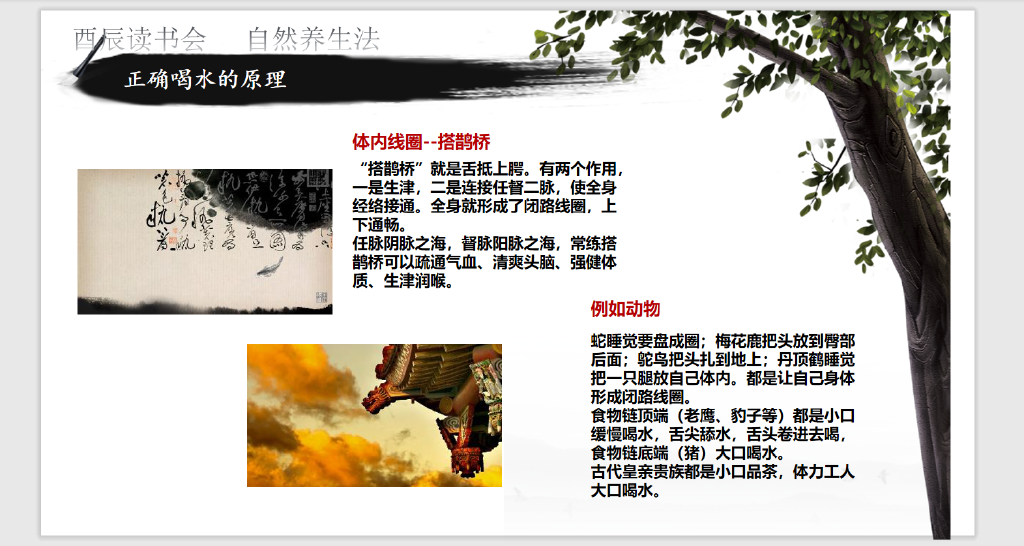 酉辰读书会 自然养生法
正确喝水的原理
体内线圈--搭鹊桥
“搭鹊桥”就是舌抵上腭。有两个作用，
一是生津，二是连接任督二脉，使全身
经络接通。全身就形成了闭路线圈，上
下通畅。
任脉阴脉之海，督脉阳脉之海，常练搭
鹊桥可以疏通气血、清爽头脑、强健体
质、生津润喉。
例如动物
蛇睡觉要盘成圈；梅花鹿把头放到臀部
后面；鸵鸟把头扎到地上；丹顶鹤睡觉
把一只腿放自己体内。都是让自己身体
形成闭路线圈。
食物链顶端（老鹰、豹子等）都是小口
缓慢喝水，舌尖舔水，舌头卷进去喝，
食物链底端（猪）大口喝水。
古代皇亲贵族都是小口品茶，体力工人
大口喝水。